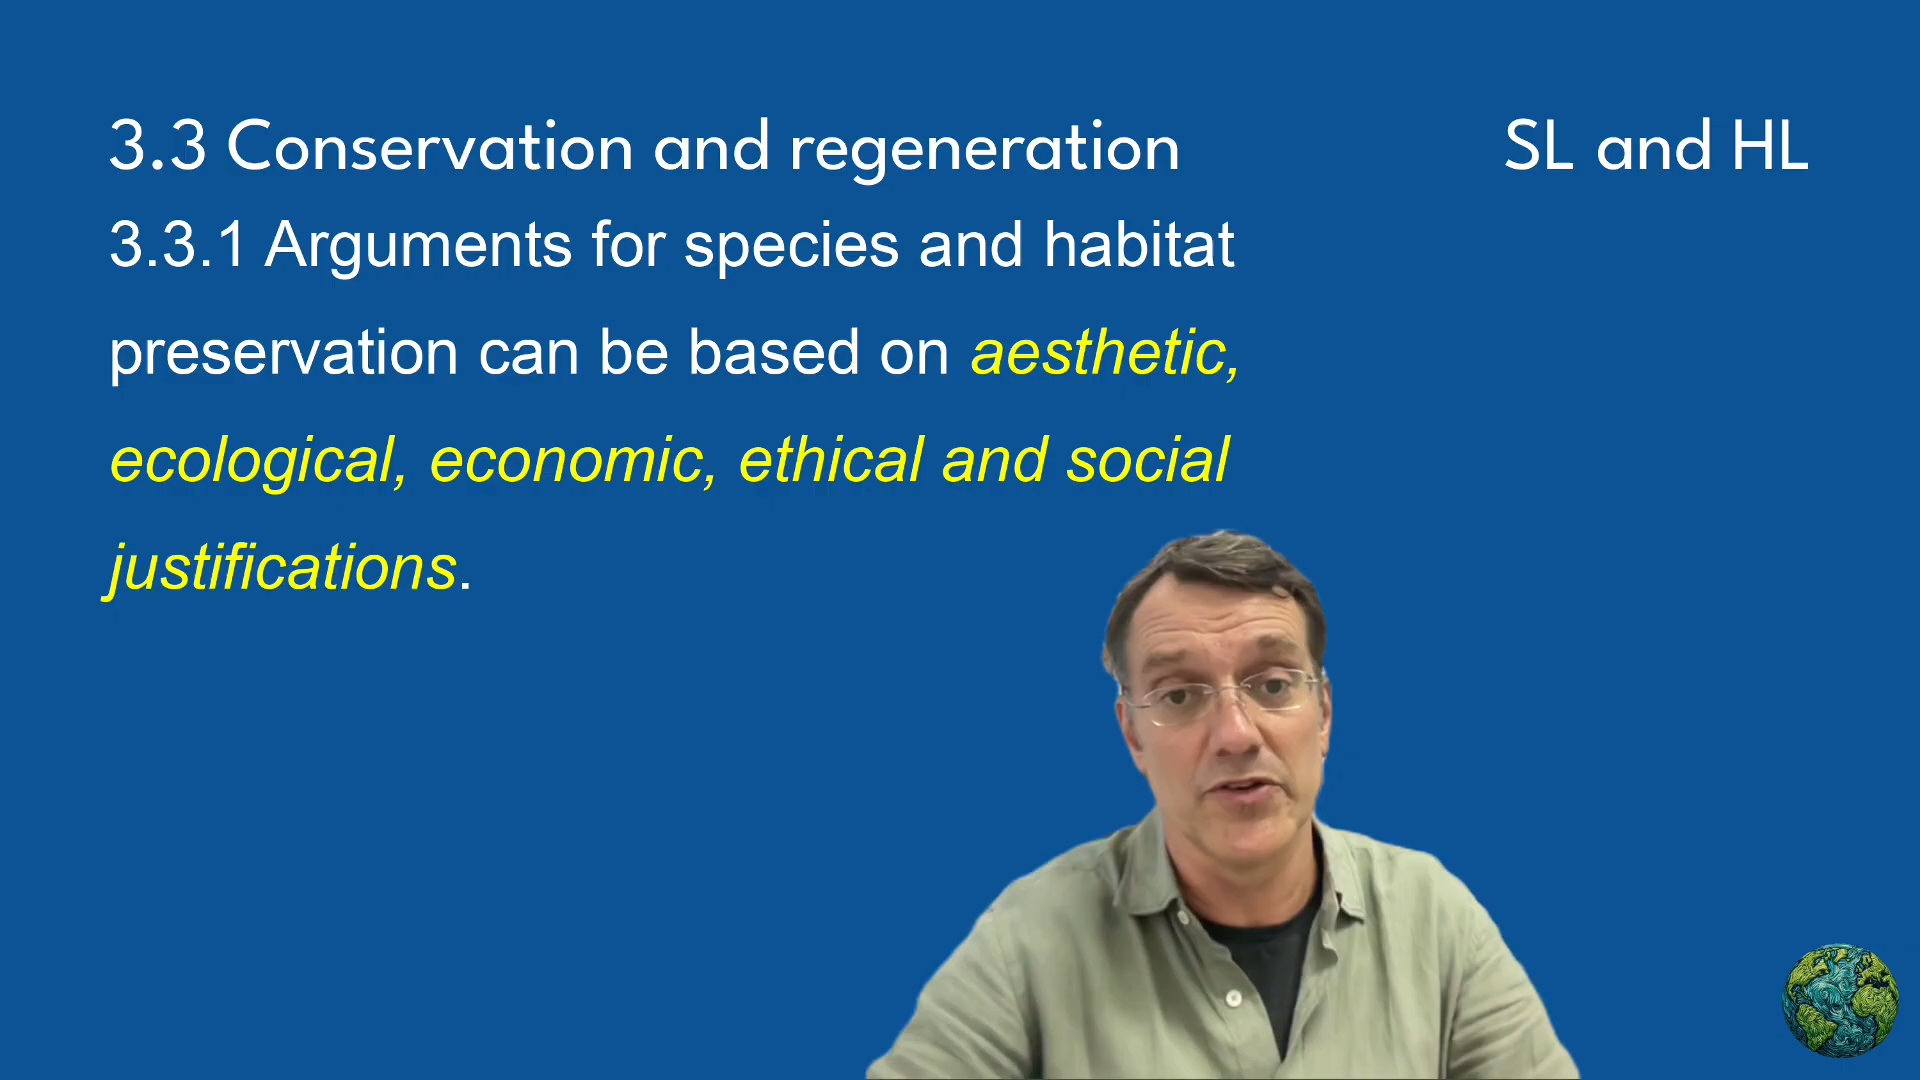 3.3 Conservation and regeneration
SL and HL
3.3.1 Arguments for species and habitat
preservation can be based on aesthetic,
ecological, economic, ethical and social
justifications.